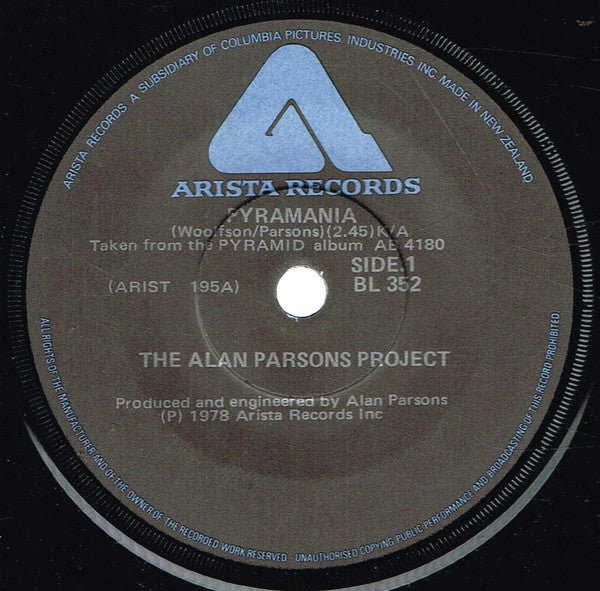 ARISTA RECORDS A SUBSIDIARY OF COLUMBIA PICTURES INDUSTRIES INC. MADE IN NEW ZEALAND
ARISTA RECORDS
PYRAMANIA
(Woolfson/Parsons)(2.45)K/A
Taken from the PYRAMID album AB 4180
SIDE.1
(ARIST 195A) BL 352
THE ALAN PARSONS PROJECT
Produced and engineered by Alan Parsons
(P) 1978 Arista Records Inc
ALL RIGHTS OF THE MANUFACTURER AND OF THE OWNER OF THE RECORDED WORK RESERVED - UNAUTHORISED COPYING PUBLIC PERFORMANCE AND BROADCASTING OF THIS RECORD PROHIBITED